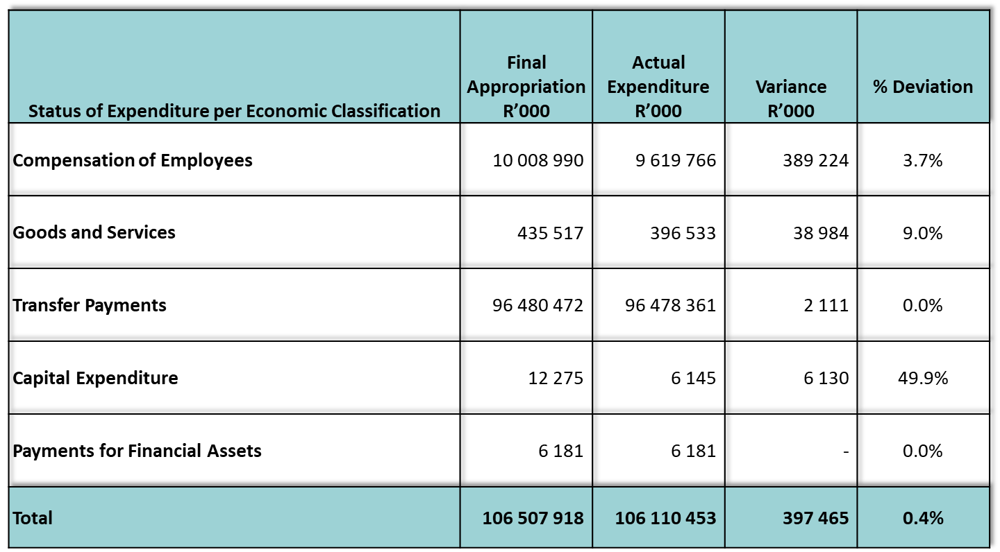 Status of Expenditure per Economic Classification Final Appropriation R’000 Actual Expenditure R’000 Variance R’000 % Deviation
Compensation of Employees 10 008 990 9 619 766 389 224 3.7%
Goods and Services 435 517 396 533 38 984 9.0%
Transfer Payments 96 480 472 96 478 361 2 111 0.0%
Capital Expenditure 12 275 6 145 6 130 49.9%
Payments for Financial Assets 6 181 6 181 - 0.0%
Total 106 507 918 106 110 453 397 465 0.4%